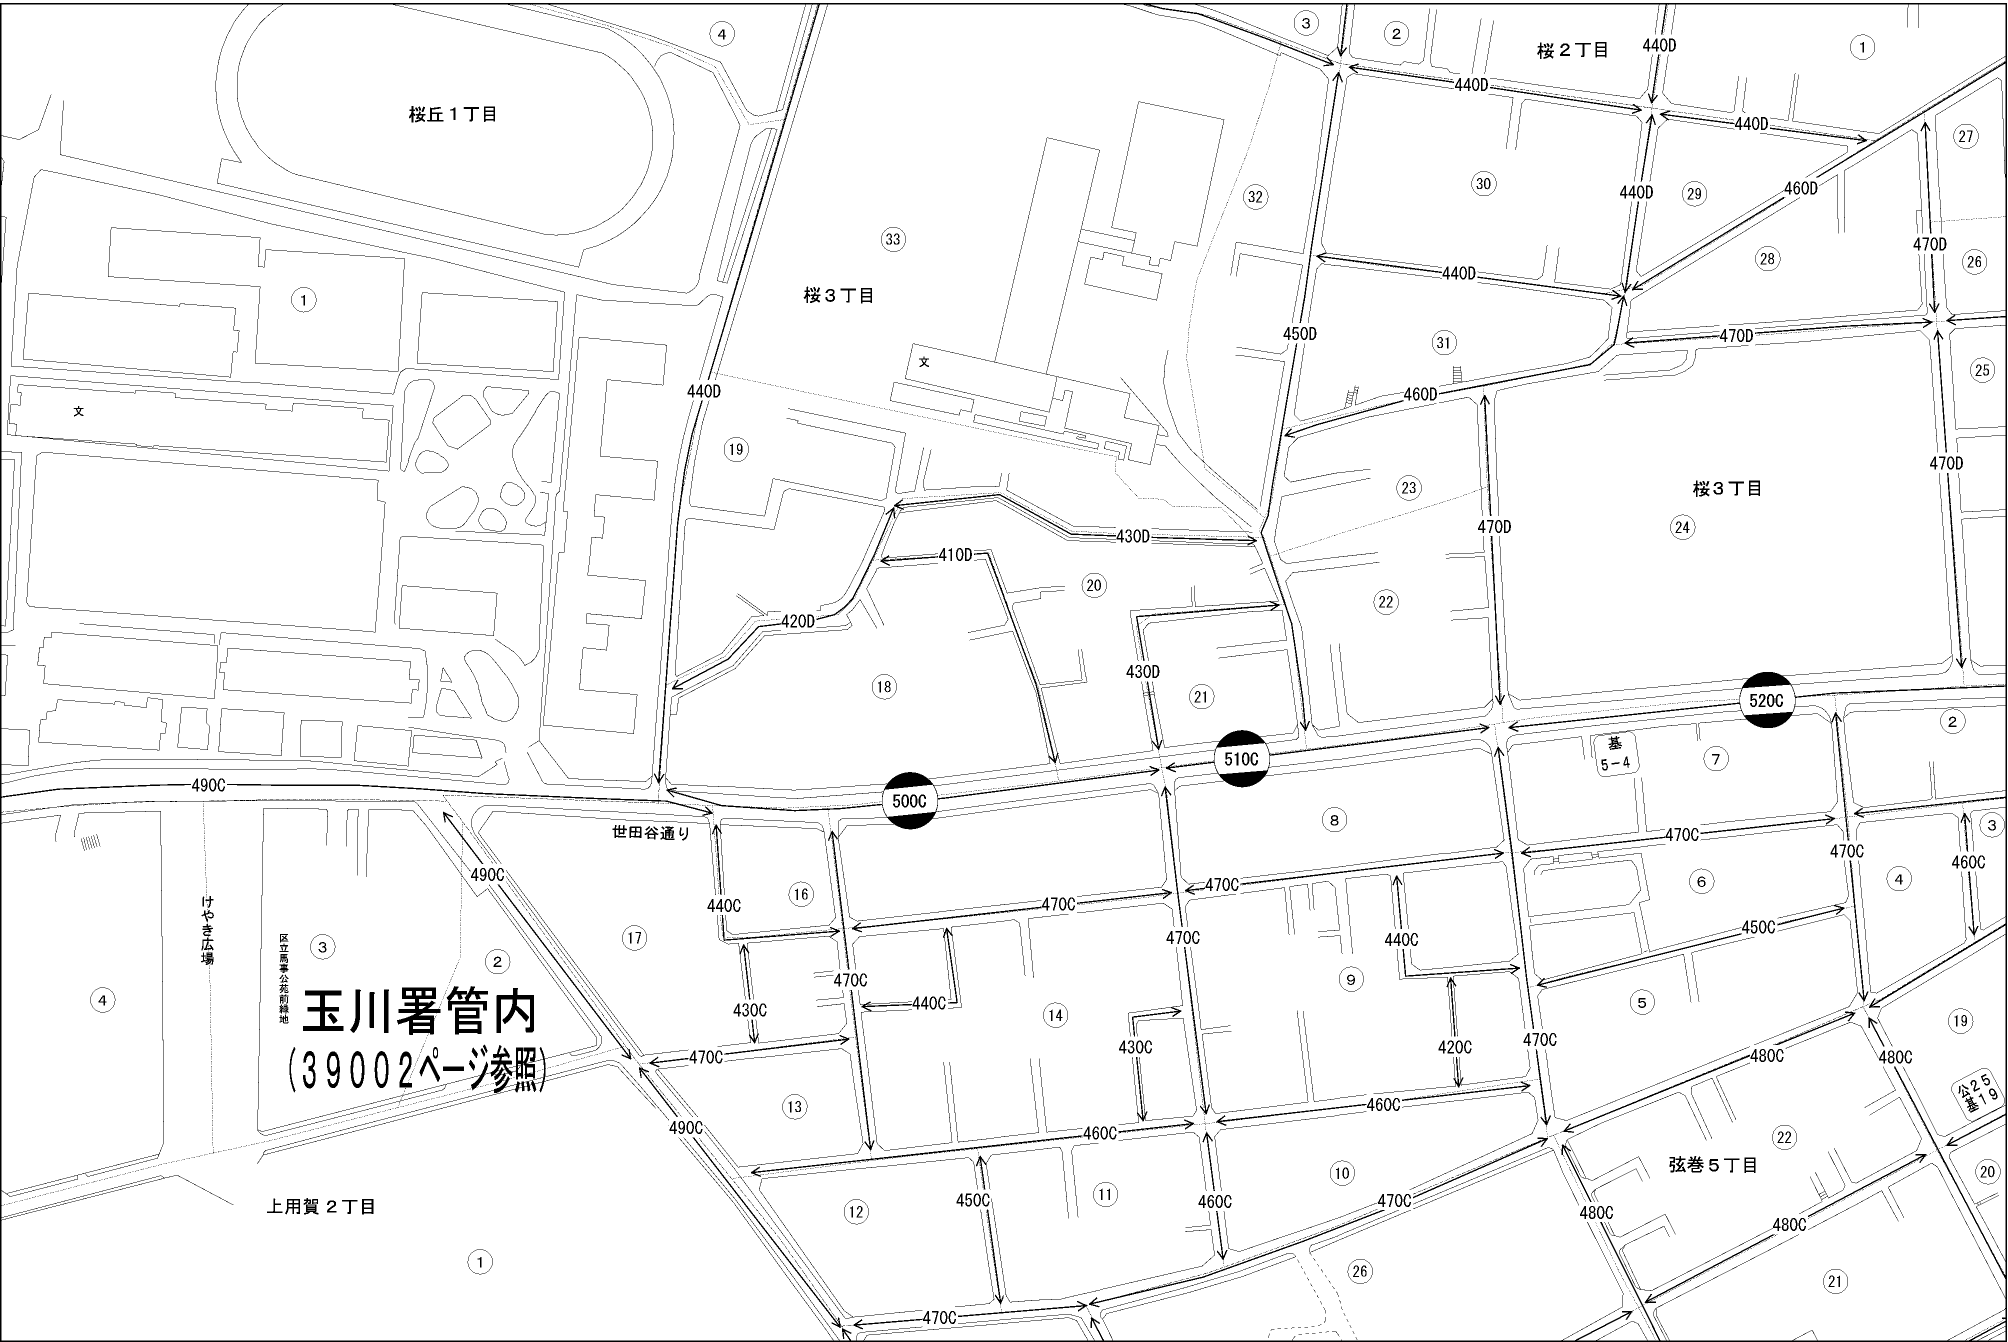 ④
③
②
桜２丁目
440D
①
440D
桜丘１丁目
440D
27
30
32
440D
29
460D
33
470D
28
26
①
桜３丁目
440D
450D
470D
31
文
25
440D
460D
文
19
470D
23
桜３丁目
24
470D
430D
410D
20
22
420D
430D
18
21
520C
②
基
5-4
⑦
510C
490C
500C
世田谷通り
⑧
③
470C
470C
460C
490C
470C
16
440C
470C
⑥
④
けやき広場
区立馬事公苑前緑地
③
17
470C
440C
450C
②
470C
⑨
④
玉川署管内
440C
430C
14
⑤
19
(３９００２ページ参照)
470C
430C
420C
470C
480C
480C
公２５
基１９
13
460C
490C
460C
22
弦巻５丁目
10
20
11
450C
460C
470C
上用賀２丁目
12
480C
480C
①
26
21
470C